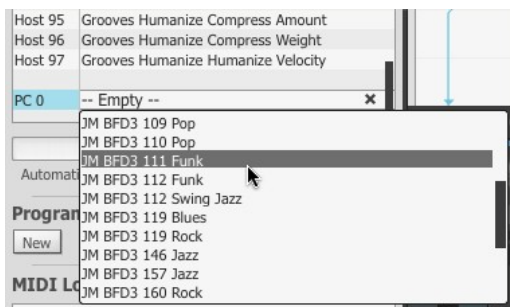 Host 95 Grooves Humanize Compress Amount
Host 96 Grooves Humanize Compress Weight
Host 97 Grooves Humanize Humanize Velocity
PC 0 -- Empty --
JM BFD3 109 Pop
JM BFD3 110 Pop
JM BFD3 111 Funk
JM BFD3 112 Funk
JM BFD3 112 Swing Jazz
JM BFD3 119 Blues
JM BFD3 119 Rock
JM BFD3 146 Jazz
JM BFD3 157 Jazz
JM BFD3 160 Rock
Automati
Program
New
MIDI Lo